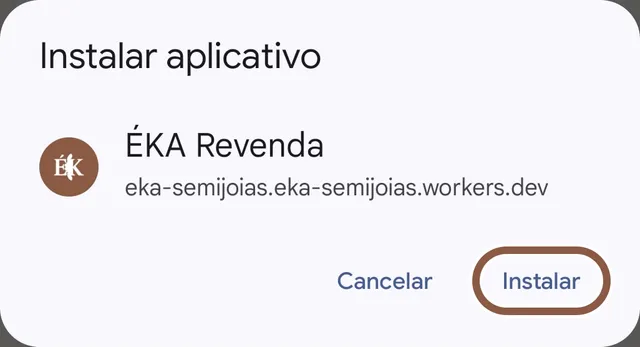 Instalar aplicativo
ÉKA Revenda
ÉK
eka-semijoias.eka-semijoias.workers.dev
Cancelar
Instalar